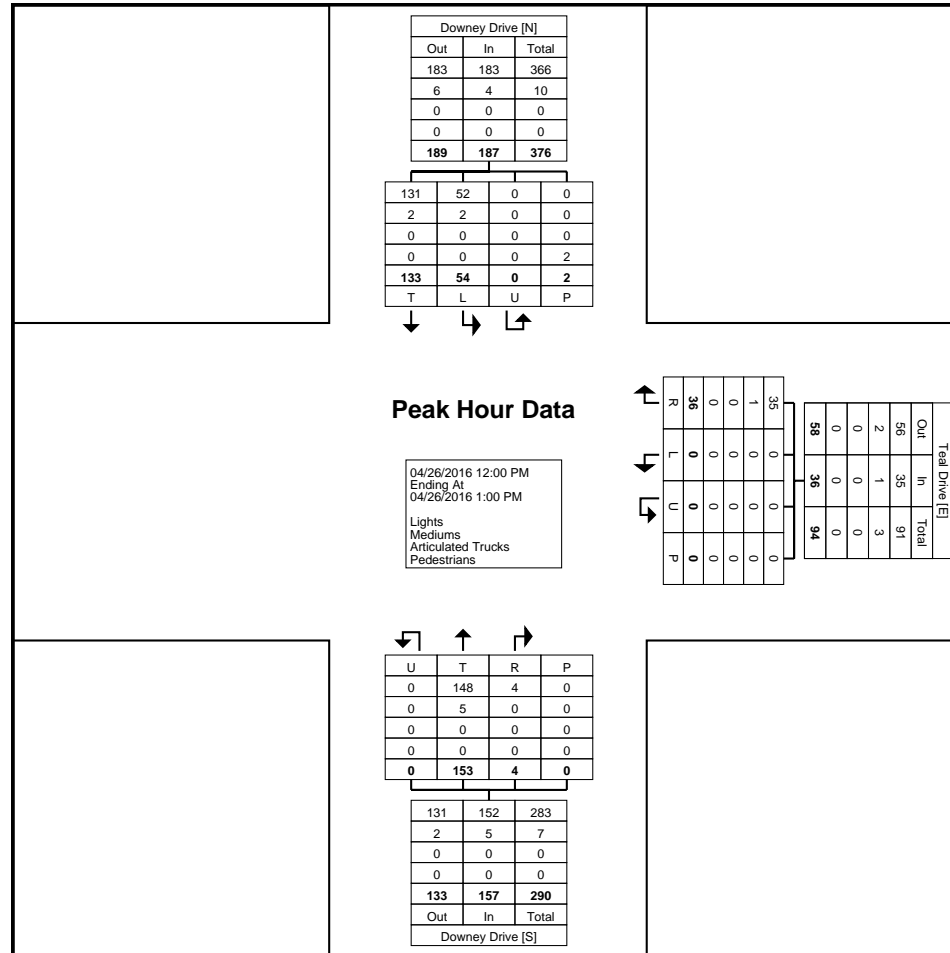 Downey Drive [N]
Out In Total
183 183 366
6 4 10
0 0 0
0 0 0
189 187 376
131 52 0 0
2 2 0 0
0 0 0 0
0 0 0 2
133 54 0 2
T L U P
Peak Hour Data
04/26/2016 12:00 PM
Ending At
04/26/2016 1:00 PM
Lights
Mediums
Articulated Trucks
Pedestrians
Teal Drive [E]
Out In Total
56 35 91
2 1 3
0 0 0
0 0 0
58 36 94
35 0 0 0
1 0 0 0
0 0 0 0
0 0 0 0
36 0 0 0
R L U P
U T R P
0 148 4 0
0 5 0 0
0 0 0 0
0 0 0 0
0 153 4 0
131 152 283
2 5 7
0 0 0
0 0 0
133 157 290
Out In Total
Downey Drive [S]